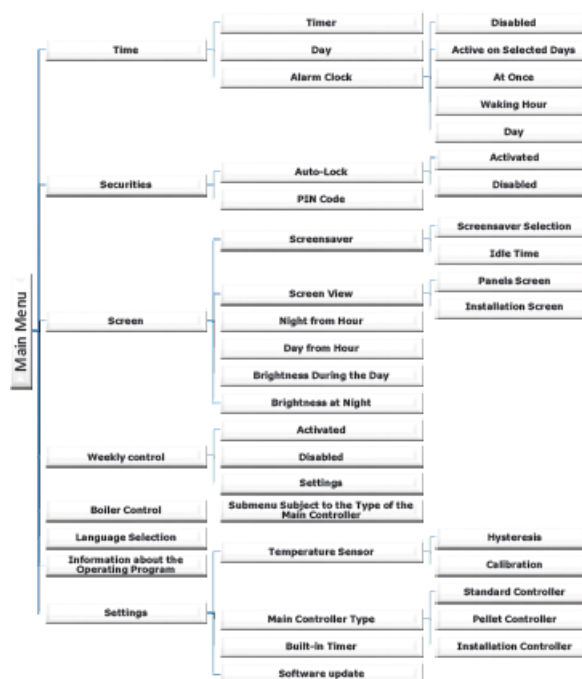 Main Menu
Time
Timer
Day
Alarm Clock
Disabled
Active on Selected Days
At Once
Waking Hour
Day
Securities
Auto-Lock
Activated
Disabled
PIN Code
Screen
Screensaver
Screensaver Selection
Idle Time
Screen View
Panels Screen
Installation Screen
Night from Hour
Day from Hour
Brightness During the Day
Brightness at Night
Weekly control
Activated
Disabled
Settings
Boiler Control
Submenu Subject to the Type of the
Main Controller
Language Selection
Information about the
Operating Program
Settings
Temperature Sensor
Hysteresis
Calibration
Main Controller Type
Standard Controller
Pellet Controller
Installation Controller
Built-in Timer
Software update